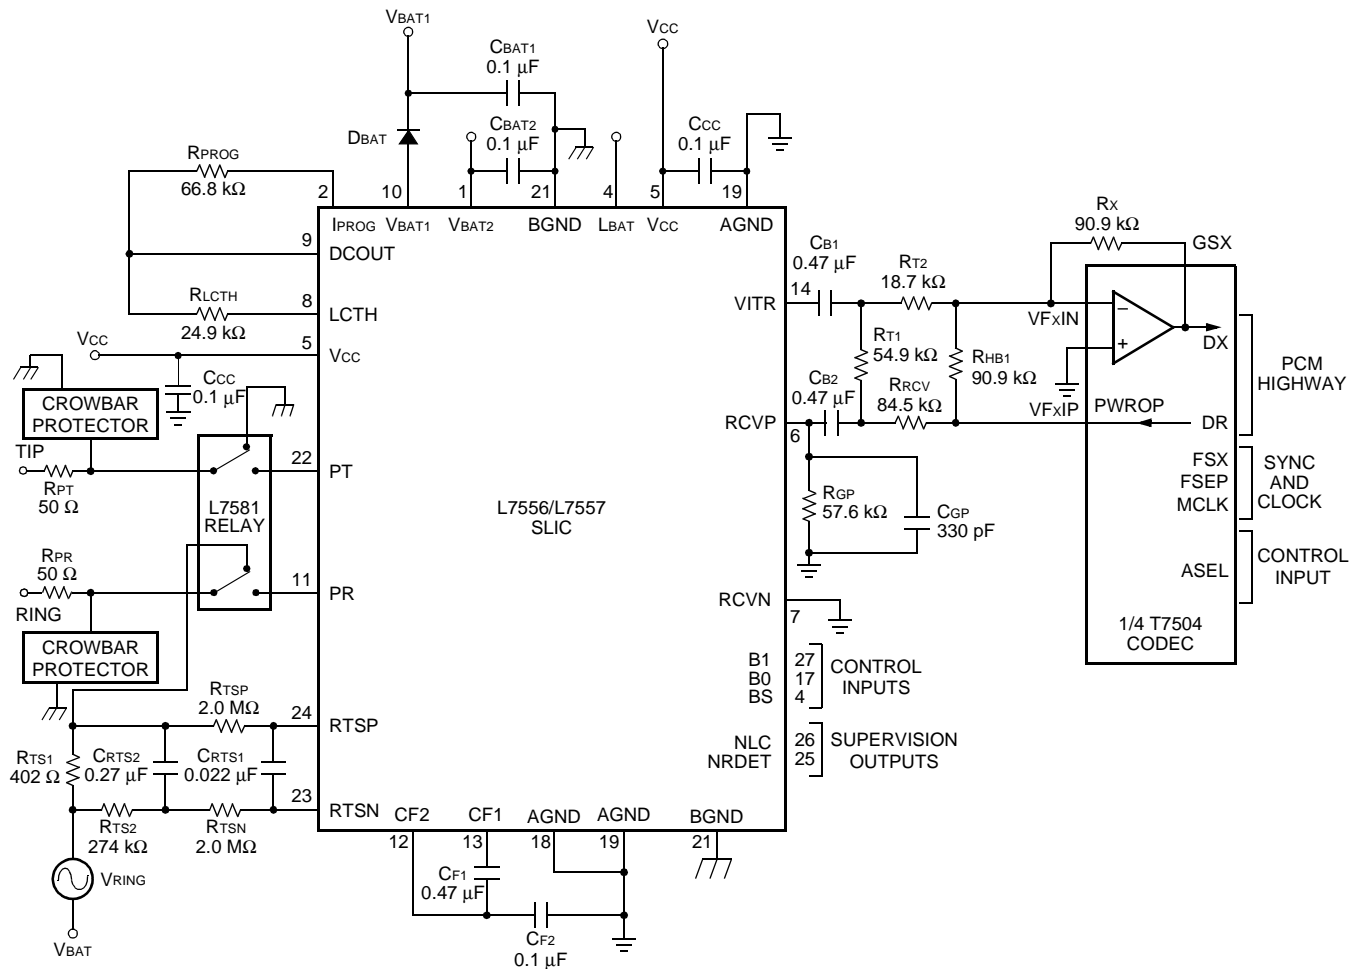 VBAT1
CBAT1
0.1 µF
VCC
DBAT
CBAT2
0.1 µF
CCC
0.1 µF
RPROG
66.8 kΩ
2
10
1
21
4
5
19
IPROG
VBAT1
VBAT2
BGND
LBAT
VCC
AGND
9
DCOUT
RLCTH
24.9 kΩ
8
LCTH
VCC
5
VCC
CCC
0.1 µF
CROWBAR
PROTECTOR
TIP
RPT
50 Ω
22
PT
L7581
RELAY
RPR
50 Ω
RING
11
PR
CROWBAR
PROTECTOR
RTSP
2.0 MΩ
24
RTSP
RTS1
402 Ω
CRTS2
0.27 µF
CRTS1
0.022 µF
23
RTSN
RTS2
274 kΩ
RTSN
2.0 MΩ
VRING
VBAT
L7556/L7557
SLIC
CF2
CF1
AGND
AGND
BGND
12
13
18
19
21
CF1
0.47 µF
CF2
0.1 µF
VITR
14
CB1
0.47 µF
RT2
18.7 kΩ
RT1
54.9 kΩ
RHB1
90.9 kΩ
CB2
0.47 µF
RRCV
84.5 kΩ
RCVP
6
RGP
57.6 kΩ
CGP
330 pF
RCVN
7
B1 27
B0 17
BS 4
CONTROL
INPUTS
NLC 26
NRDET 25
SUPERVISION
OUTPUTS
RX
90.9 kΩ
GSX
VFXIN
–
+
DX
VFXIP
PWROP
DR
PCM
HIGHWAY
FSX
FSEP
MCLK
SYNC
AND
CLOCK
ASEL
CONTROL
INPUT
1/4 T7504
CODEC